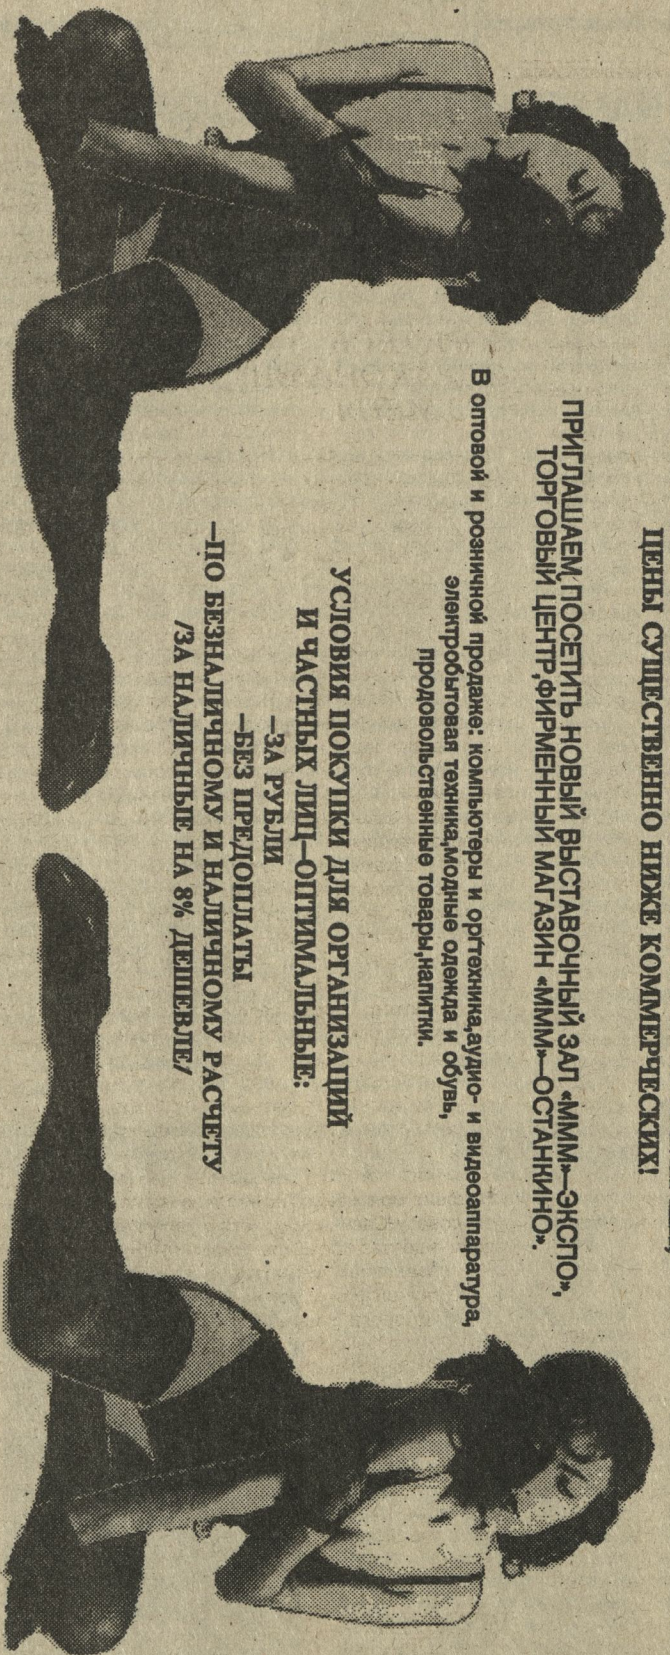 ЦЕНЫ СУЩЕСТВЕННО НИЖЕ КОММЕРЧЕСКИХ!
ПРИГЛАШАЕМ ПОСЕТИТЬ НОВЫЙ ВЫСТАВОЧНЫЙ ЗАЛ «МММ»—ЭКСПО»,
ТОРГОВЫЙ ЦЕНТР,ФИРМЕННЫЙ МАГАЗИН «МММ»—ОСТАНКИНО».
В оптовой и розничной продаже: компьютеры и оргтехника,аудио- и видеоаппаратура,
электробытовая техника,модные одежда и обувь,
продовольственные товары,напитки.
УСЛОВИЯ ПОКУПКИ ДЛЯ ОРГАНИЗАЦИЙ
И ЧАСТНЫХ ЛИЦ—ОПТИМАЛЬНЫЕ:
—ЗА РУБЛИ
—БЕЗ ПРЕДОПЛАТЫ
—ПО БЕЗНАЛИЧНОМУ И НАЛИЧНОМУ РАСЧЕТУ
/ЗА НАЛИЧНЫЕ НА 8% ДЕШЕВЛЕ/